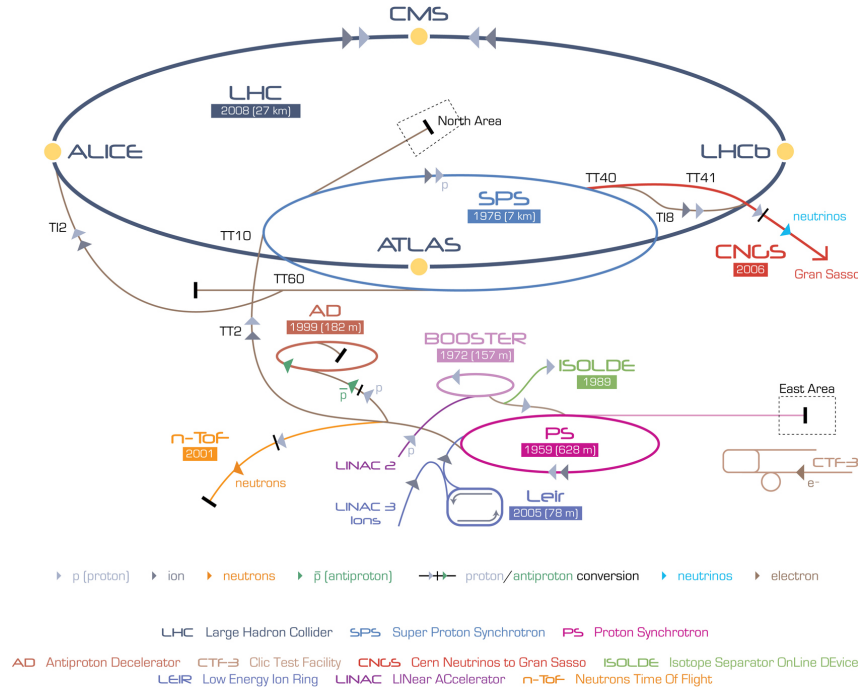 CMS
LHC
2008 (27 km)
North Area
ALICE
LHCb
TT40
TT41
p
SPS
1976 (7 km)
TI2
TI8
neutrinos
TT10
ATLAS
CNGS
2006
Gran Sasso
TT60
AD
1999 (182 m)
TT2
BOOSTER
1972 (157 m)
ISOLDE
1989
p
p̅
East Area
n-ToF
2001
p
PS
1959 (628 m)
LINAC 2
neutrons
CTF-3
e-
LINAC 3
Ions
Leir
2005 (78 m)
p (proton) ion neutrons p̅ (antiproton) proton/antiproton conversion neutrinos electron
LHC Large Hadron Collider SPS Super Proton Synchrotron PS Proton Synchrotron
AD Antiproton Decelerator CTF-3 Clic Test Facility CNGS Cern Neutrinos to Gran Sasso ISOLDE Isotope Separator OnLine DEvice
LEIR Low Energy Ion Ring LINAC LINear ACcelerator n-ToF Neutrons Time Of Flight